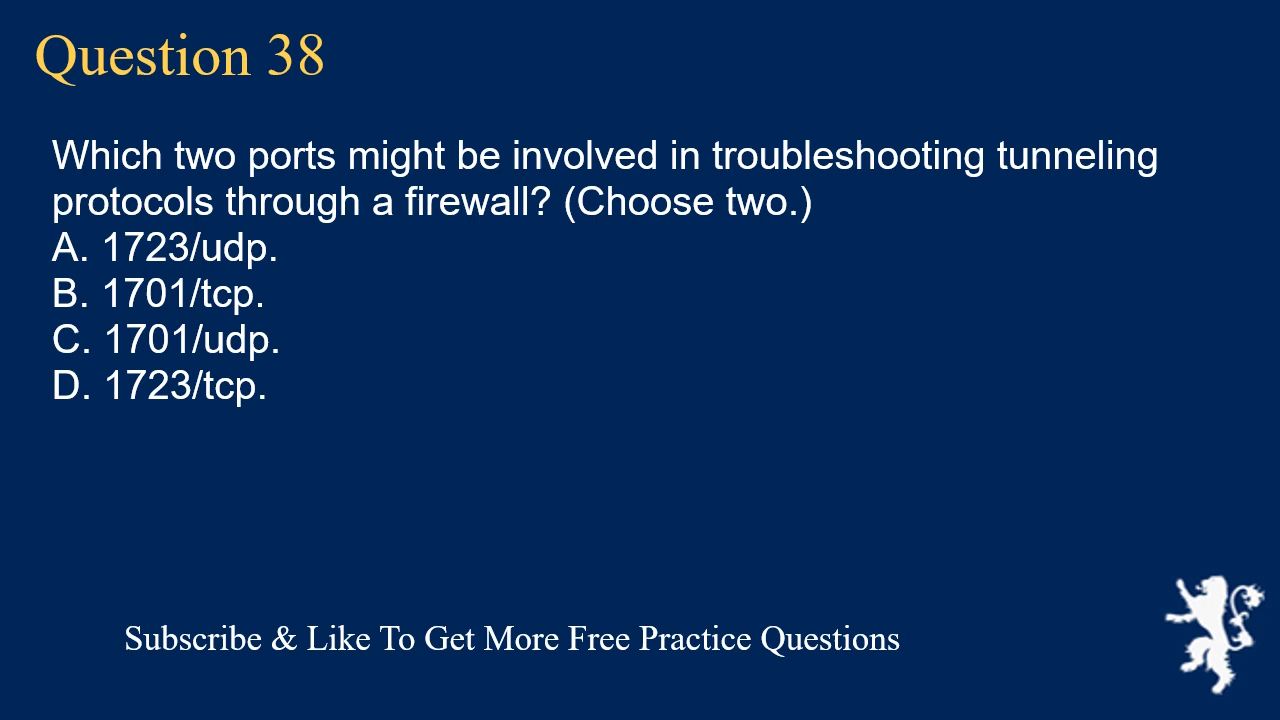 Question 38
Which two ports might be involved in troubleshooting tunneling
protocols through a firewall? (Choose two.)
A. 1723/udp.
B. 1701/tcp.
C. 1701/udp.
D. 1723/tcp.
Subscribe & Like To Get More Free Practice Questions